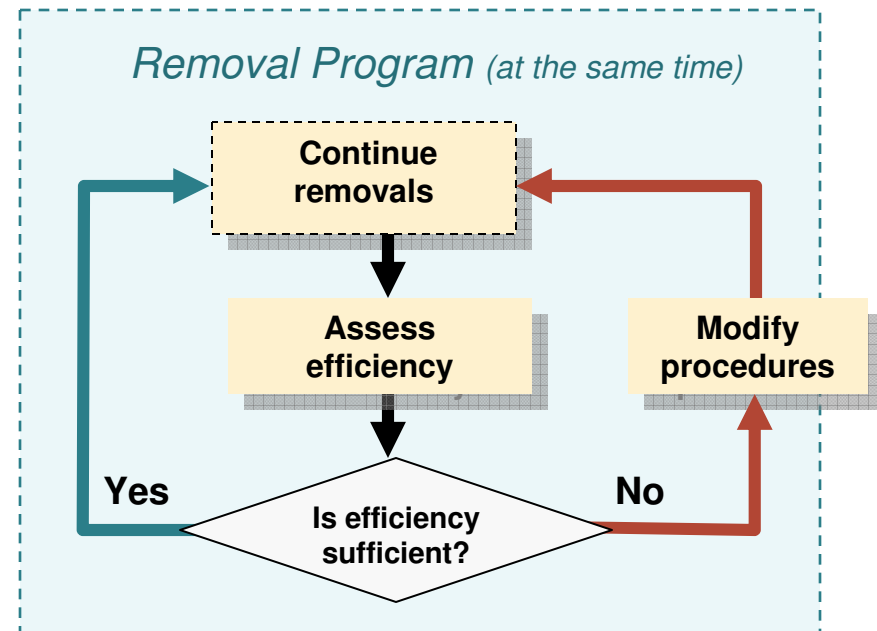 Removal Program (at the same time)
Continue
removals
Assess
efficiency
Modify
procedures
Yes
No
Is efficiency
sufficient?